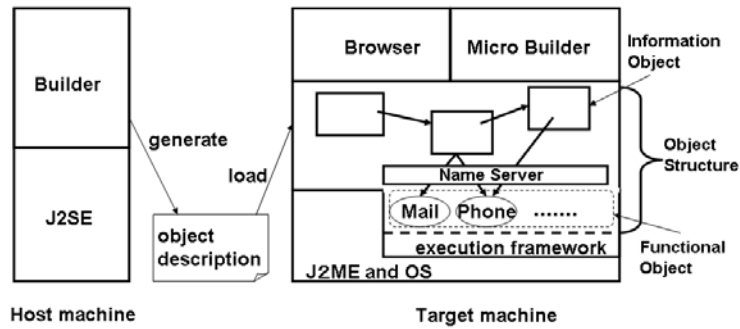 Browser
Micro Builder
Information
Object
Builder
generate
load
Object
Structure
Name Server
J2SE
object
description
Mail
Phone
.......
execution framework
Functional
Object
J2ME and OS
Host machine
Target machine